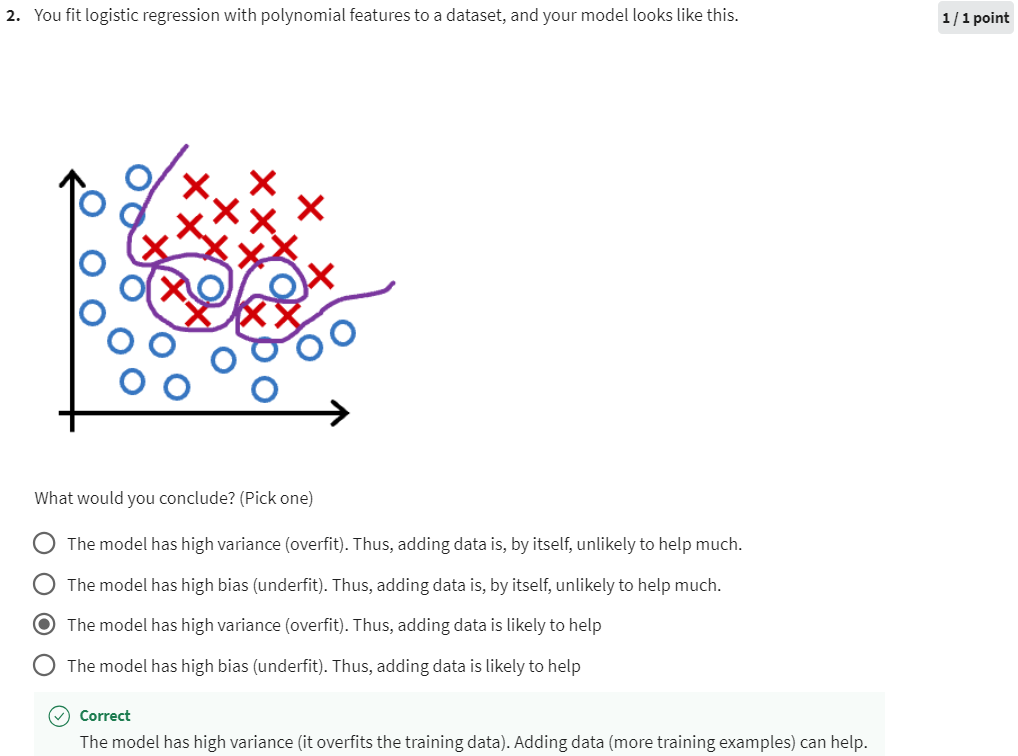 2. You fit logistic regression with polynomial features to a dataset, and your model looks like this.
1 / 1 point
What would you conclude? (Pick one)
The model has high variance (overfit). Thus, adding data is, by itself, unlikely to help much.
The model has high bias (underfit). Thus, adding data is, by itself, unlikely to help much.
The model has high variance (overfit). Thus, adding data is likely to help
The model has high bias (underfit). Thus, adding data is likely to help
Correct
The model has high variance (it overfits the training data). Adding data (more training examples) can help.